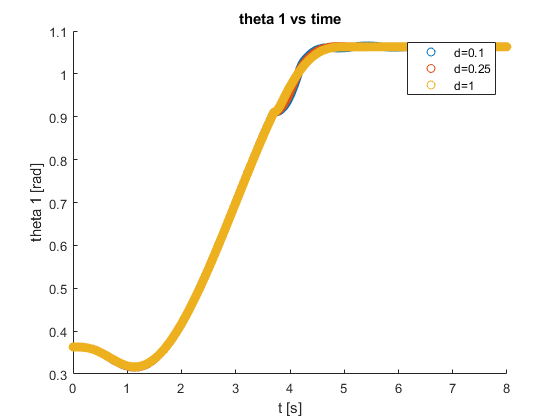 theta 1 vs time
1.1
1
0.9
0.8
0.7
0.6
0.5
0.4
0.3
theta 1 [rad]
d=0.1
d=0.25
d=1
0 1 2 3 4 5 6 7 8
t [s]